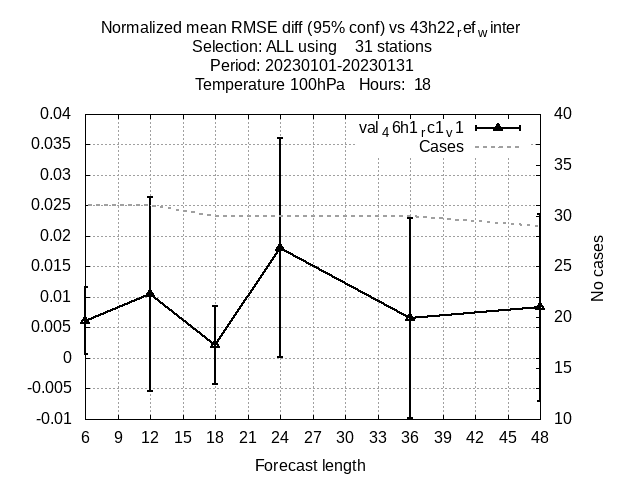 Normalized mean RMSE diff (95% conf) vs 43h22refwinter
Selection: ALL using 31 stations
Period: 20230101-20230131
Temperature 100hPa Hours: 18
val46h1rc1v1
Cases
0.04
0.035
0.03
0.025
0.02
0.015
0.01
0.005
0
-0.005
-0.01
40
35
30
25
20
15
10
No cases
6 9 12 15 18 21 24 27 30 33 36 39 42 45 48
Forecast length